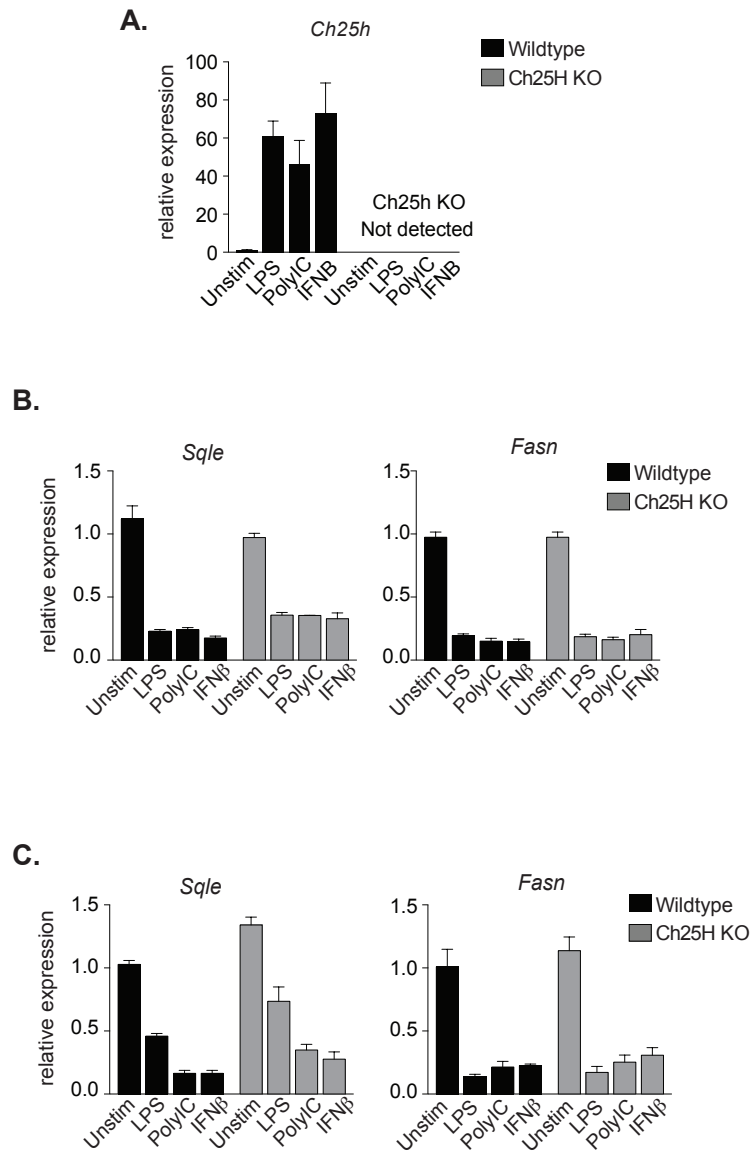 A.
Ch25h
Wildtype
Ch25H KO
relative expression
100
80
60
40
20
0
Ch25h KO
Not detected
Unstim
LPS
PolyIC
IFNB
Unstim
LPS
PolyIC
IFNB
B.
Sqle
relative expression
1.5
1.0
0.5
0.0
Unstim
LPS
PolyIC
IFNβ
Unstim
LPS
PolyIC
IFNβ
Fasn
1.5
1.0
0.5
0.0
Unstim
LPS
PolyIC
IFNβ
Unstim
LPS
PolyIC
IFNβ
Wildtype
Ch25H KO
C.
Sqle
relative expression
1.5
1.0
0.5
0.0
Unstim
LPS
PolyIC
IFNβ
Unstim
LPS
PolyIC
IFNβ
Fasn
1.5
1.0
0.5
0.0
Unstim
LPS
PolyIC
IFNβ
Unstim
LPS
PolyIC
IFNβ
Wildtype
Ch25H KO